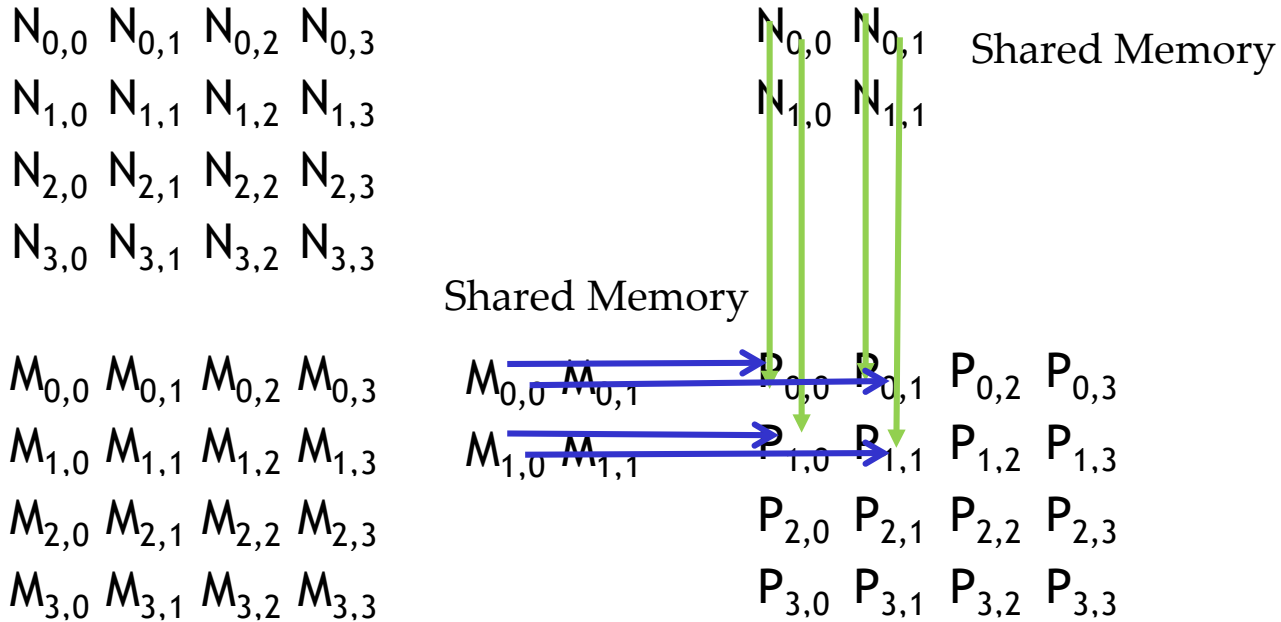 N0,0 N0,1 N0,2 N0,3 N0,0 N0,1 Shared Memory
N1,0 N1,1 N1,2 N1,3 N1,0 N1,1
N2,0 N2,1 N2,2 N2,3
N3,0 N3,1 N3,2 N3,3
Shared Memory
M0,0 M0,1 M0,2 M0,3 M0,0 M0,1 P0,0 P0,1 P0,2 P0,3
M1,0 M1,1 M1,2 M1,3 M1,0 M1,1 P1,0 P1,1 P1,2 P1,3
M2,0 M2,1 M2,2 M2,3 P2,0 P2,1 P2,2 P2,3
M3,0 M3,1 M3,2 M3,3 P3,0 P3,1 P3,2 P3,3